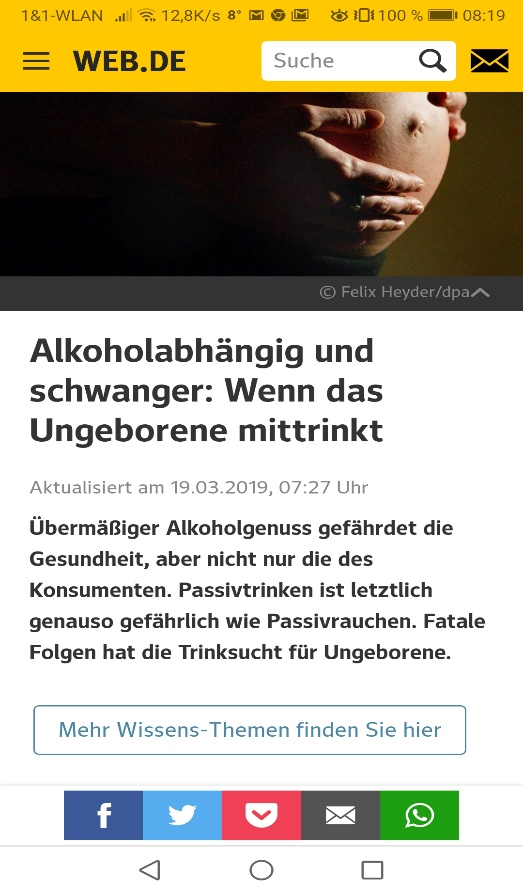 1&1-WLAN 12,8K/s 8° 100 % 08:19
WEB.DE Suche
© Felix Heyder/dpa
Alkoholabhängig und
schwanger: Wenn das
Ungeborene mittrinkt
Aktualisiert am 19.03.2019, 07:27 Uhr
Übermäßiger Alkoholgenuss gefährdet die
Gesundheit, aber nicht nur die des
Konsumenten. Passivtrinken ist letztlich
genauso gefährlich wie Passivrauchen. Fatale
Folgen hat die Trinksucht für Ungeborene.
Mehr Wissens-Themen finden Sie hier